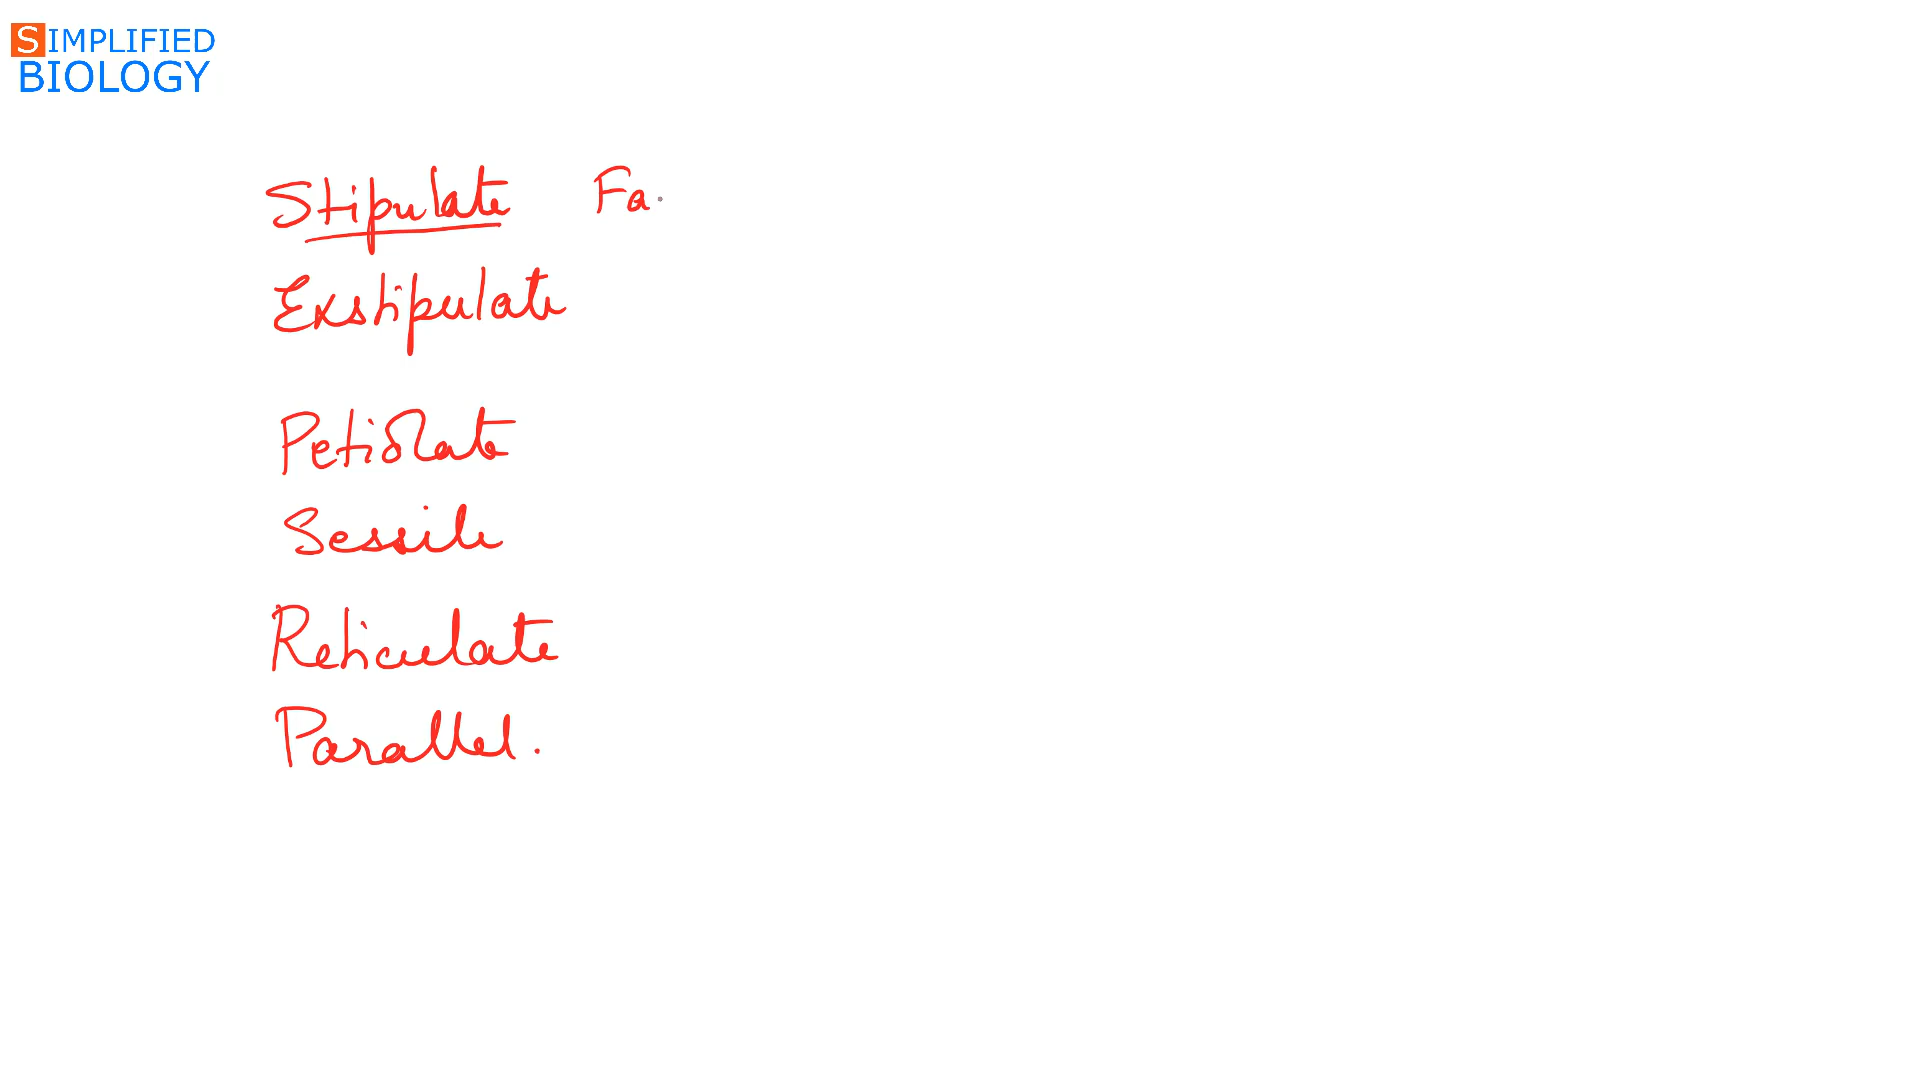 SIMPLIFIED
BIOLOGY
Stipulate Fa
Exstipulate
Petiolate
Sessile
Reticulate
Parallel.